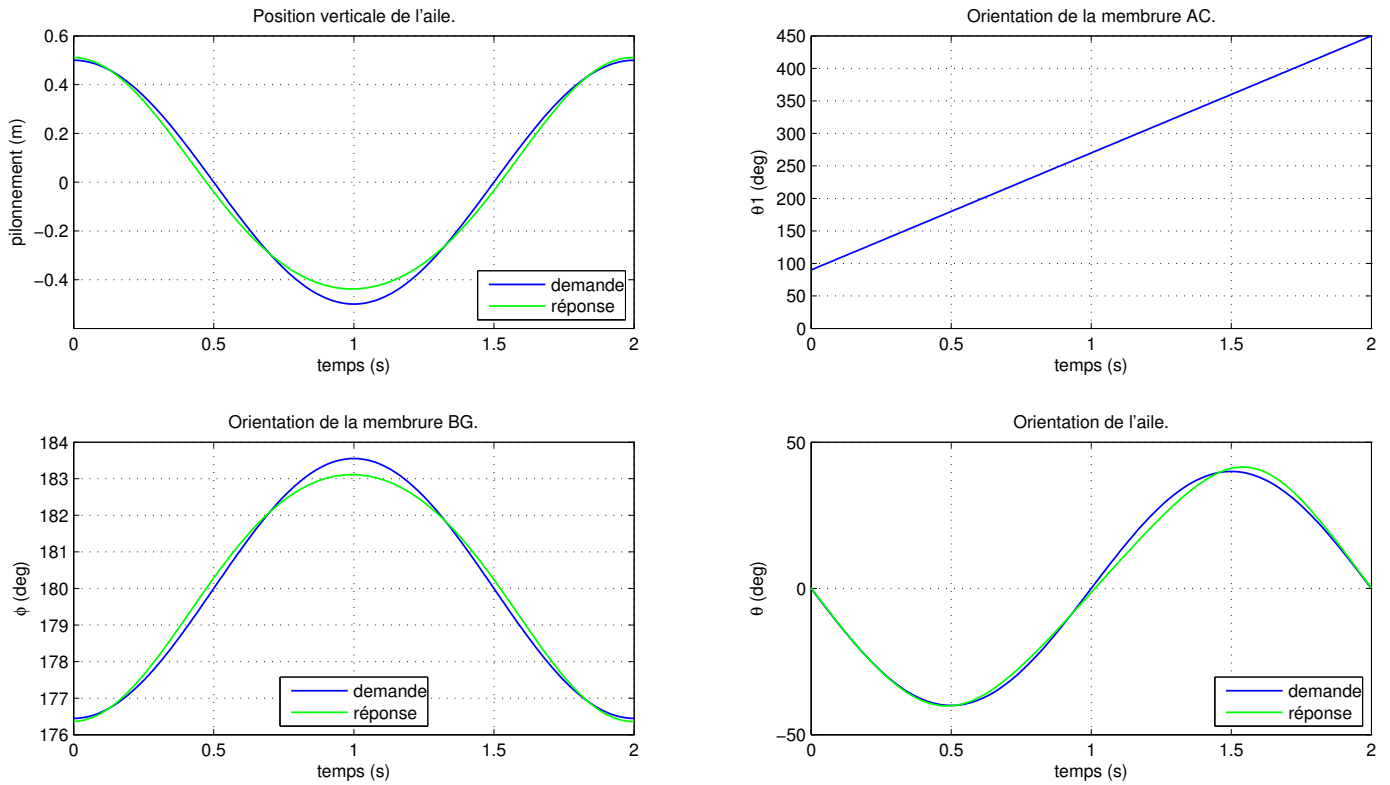 Position verticale de l'aile.
0.6
0.4
0.2
0
−0.2
−0.4
pilonnement (m)
0
0.5
1
1.5
2
temps (s)
demande
réponse
Orientation de la membrure AC.
450
400
350
300
250
200
150
100
50
0
θ1 (deg)
0
0.5
1
1.5
2
temps (s)
Orientation de la membrure BG.
184
183
182
181
180
179
178
177
176
ϕ (deg)
0
0.5
1
1.5
2
temps (s)
demande
réponse
Orientation de l'aile.
50
0
−50
θ (deg)
0
0.5
1
1.5
2
temps (s)
demande
réponse